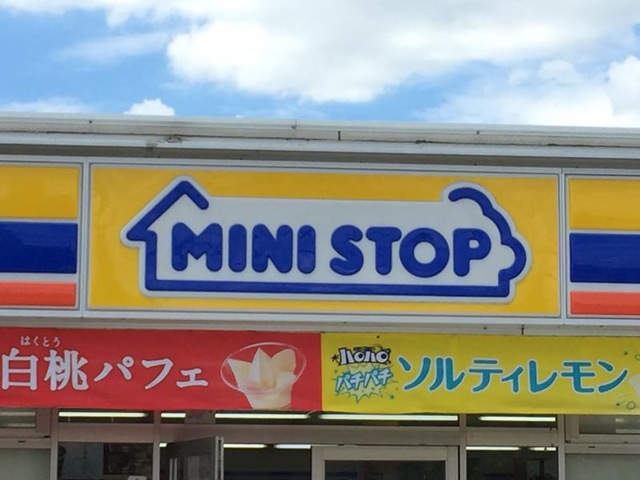 MINI STOP
はくとう
白桃パフェ
ハロハロ
パチパチ
ソルティレモン